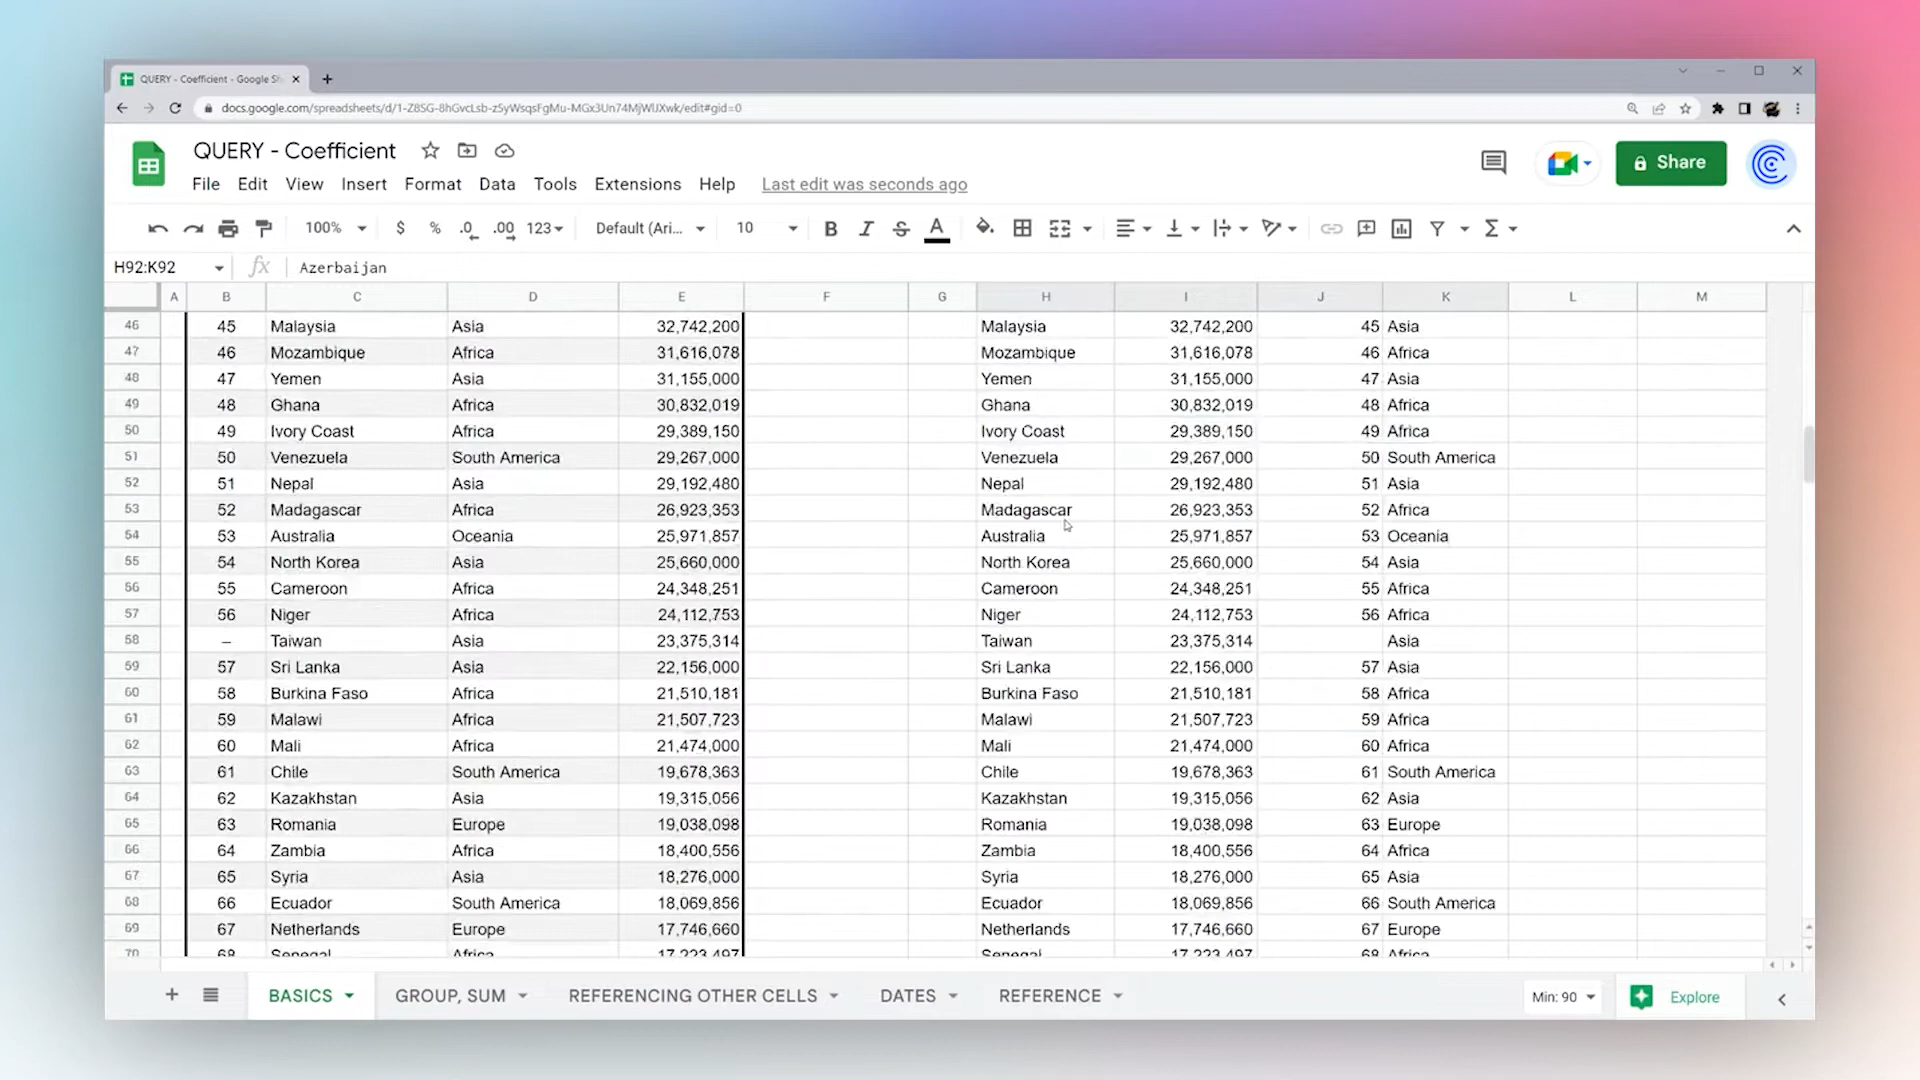 QUERY - Coefficient - Google Sh
docs.google.com/spreadsheets/d/1-Z8SG-8hGvcLsb-zSyWsqsFgMu-MGx3Un74MjWlJXwk/edit#gid=0
QUERY - Coefficient
File Edit View Insert Format Data Tools Extensions Help Last edit was seconds ago
Share
100% $ % .0 .00 123 Default (Ari... 10 B I S A
H92:K92 fx Azerbaijan
A B C D E F G H I J K L M
46 45 Malaysia Asia 32,742,200 Malaysia 32,742,200 45 Asia
47 46 Mozambique Africa 31,616,078 Mozambique 31,616,078 46 Africa
48 47 Yemen Asia 31,155,000 Yemen 31,155,000 47 Asia
49 48 Ghana Africa 30,832,019 Ghana 30,832,019 48 Africa
50 49 Ivory Coast Africa 29,389,150 Ivory Coast 29,389,150 49 Africa
51 50 Venezuela South America 29,267,000 Venezuela 29,267,000 50 South America
52 51 Nepal Asia 29,192,480 Nepal 29,192,480 51 Asia
53 52 Madagascar Africa 26,923,353 Madagascar 26,923,353 52 Africa
54 53 Australia Oceania 25,971,857 Australia 25,971,857 53 Oceania
55 54 North Korea Asia 25,660,000 North Korea 25,660,000 54 Asia
56 55 Cameroon Africa 24,348,251 Cameroon 24,348,251 55 Africa
57 56 Niger Africa 24,112,753 Niger 24,112,753 56 Africa
58 – Taiwan Asia 23,375,314 Taiwan 23,375,314 Asia
59 57 Sri Lanka Asia 22,156,000 Sri Lanka 22,156,000 57 Asia
60 58 Burkina Faso Africa 21,510,181 Burkina Faso 21,510,181 58 Africa
61 59 Malawi Africa 21,507,723 Malawi 21,507,723 59 Africa
62 60 Mali Africa 21,474,000 Mali 21,474,000 60 Africa
63 61 Chile South America 19,678,363 Chile 19,678,363 61 South America
64 62 Kazakhstan Asia 19,315,056 Kazakhstan 19,315,056 62 Asia
65 63 Romania Europe 19,038,098 Romania 19,038,098 63 Europe
66 64 Zambia Africa 18,400,556 Zambia 18,400,556 64 Africa
67 65 Syria Asia 18,276,000 Syria 18,276,000 65 Asia
68 66 Ecuador South America 18,069,856 Ecuador 18,069,856 66 South America
69 67 Netherlands Europe 17,746,660 Netherlands 17,746,660 67 Europe
70 68 Senegal Africa 17,223,497 Senegal 17,223,497 68 Africa
BASICS GROUP, SUM REFERENCING OTHER CELLS DATES REFERENCE Min: 90 Explore